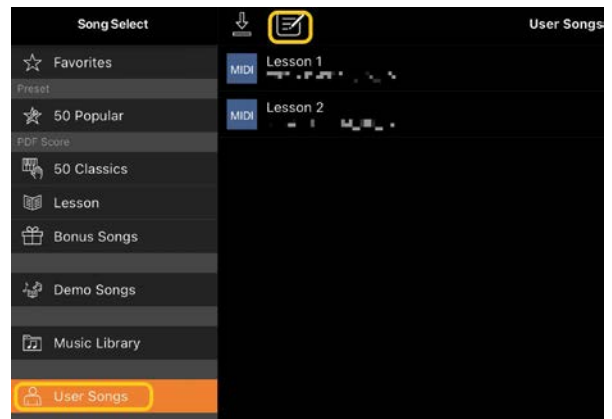 Song Select
Favorites
Preset
50 Popular
PDF Score
50 Classics
Lesson
Bonus Songs
Demo Songs
Music Library
User Songs
User Songs
MIDI
Lesson 1
MIDI
Lesson 2